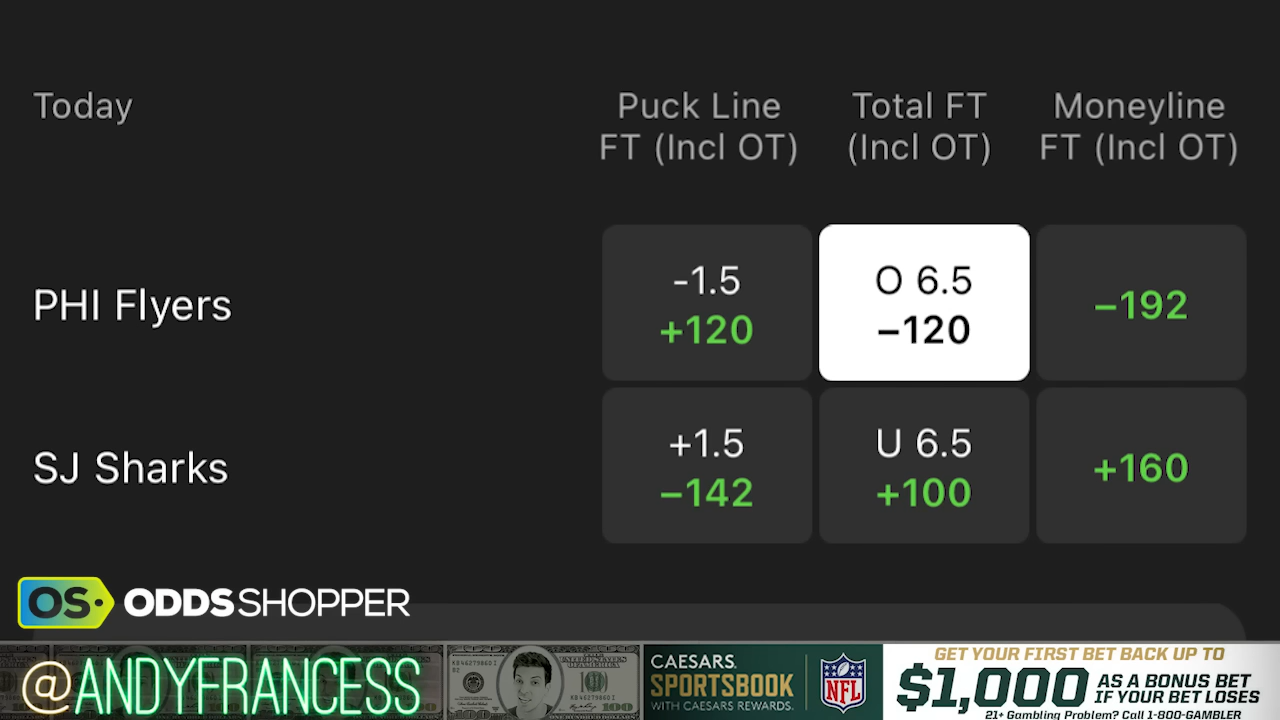 Today
Puck Line
FT (Incl OT)
Total FT
(Incl OT)
Moneyline
FT (Incl OT)
PHI Flyers
-1.5
+120
O 6.5
−120
−192
SJ Sharks
+1.5
−142
U 6.5
+100
+160
OS
ODDSSHOPPER
@ANDYFRANCESS
KB46279860I
100
CAESARS
SPORTSBOOK
WITH CAESARS REWARDS.
NFL
GET YOUR FIRST BET BACK UP TO
$1,000
AS A BONUS BET
IF YOUR BET LOSES
21+ Gambling Problem? Call 1-800-GAMBLER